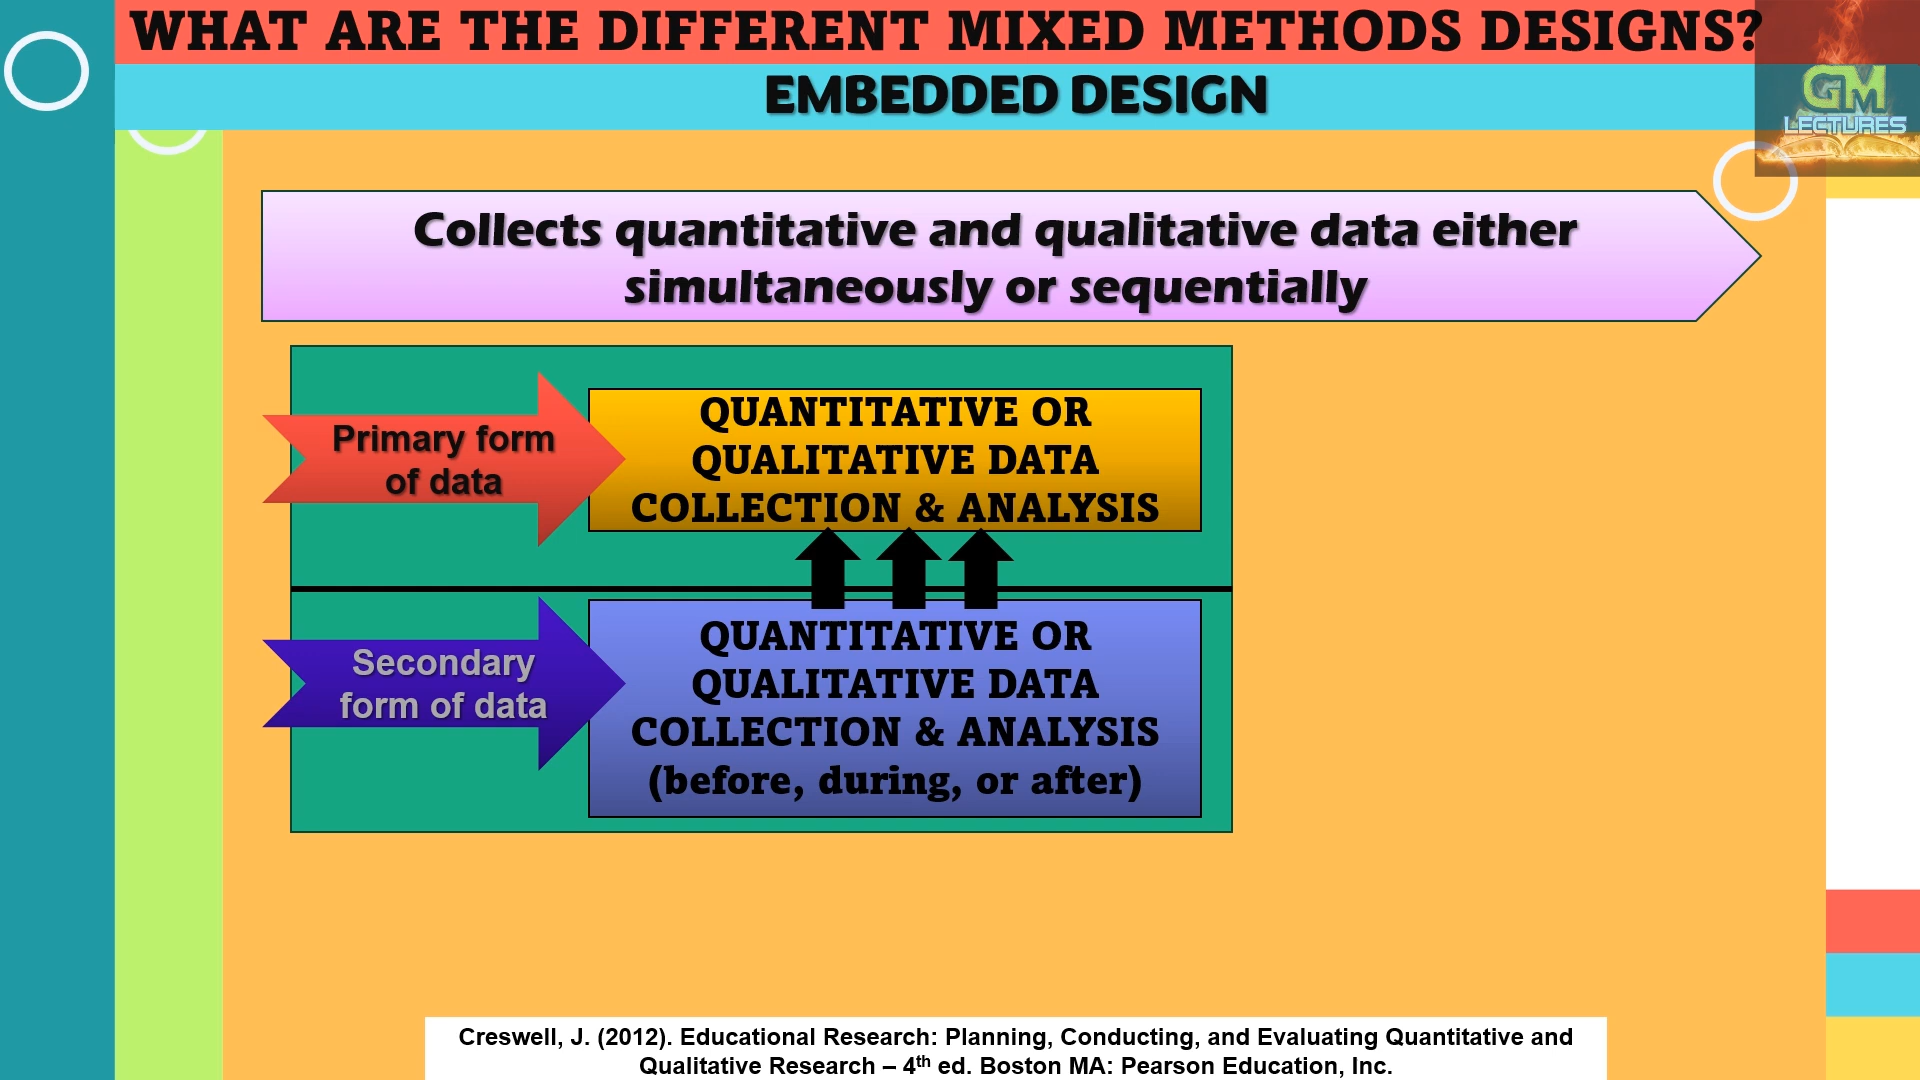 WHAT ARE THE DIFFERENT MIXED METHODS DESIGNS?
EMBEDDED DESIGN
GM
LECTURES
Collects quantitative and qualitative data either
simultaneously or sequentially
Primary form
of data
QUANTITATIVE OR
QUALITATIVE DATA
COLLECTION & ANALYSIS
Secondary
form of data
QUANTITATIVE OR
QUALITATIVE DATA
COLLECTION & ANALYSIS
(before, during, or after)
Creswell, J. (2012). Educational Research: Planning, Conducting, and Evaluating Quantitative and
Qualitative Research – 4th ed. Boston MA: Pearson Education, Inc.